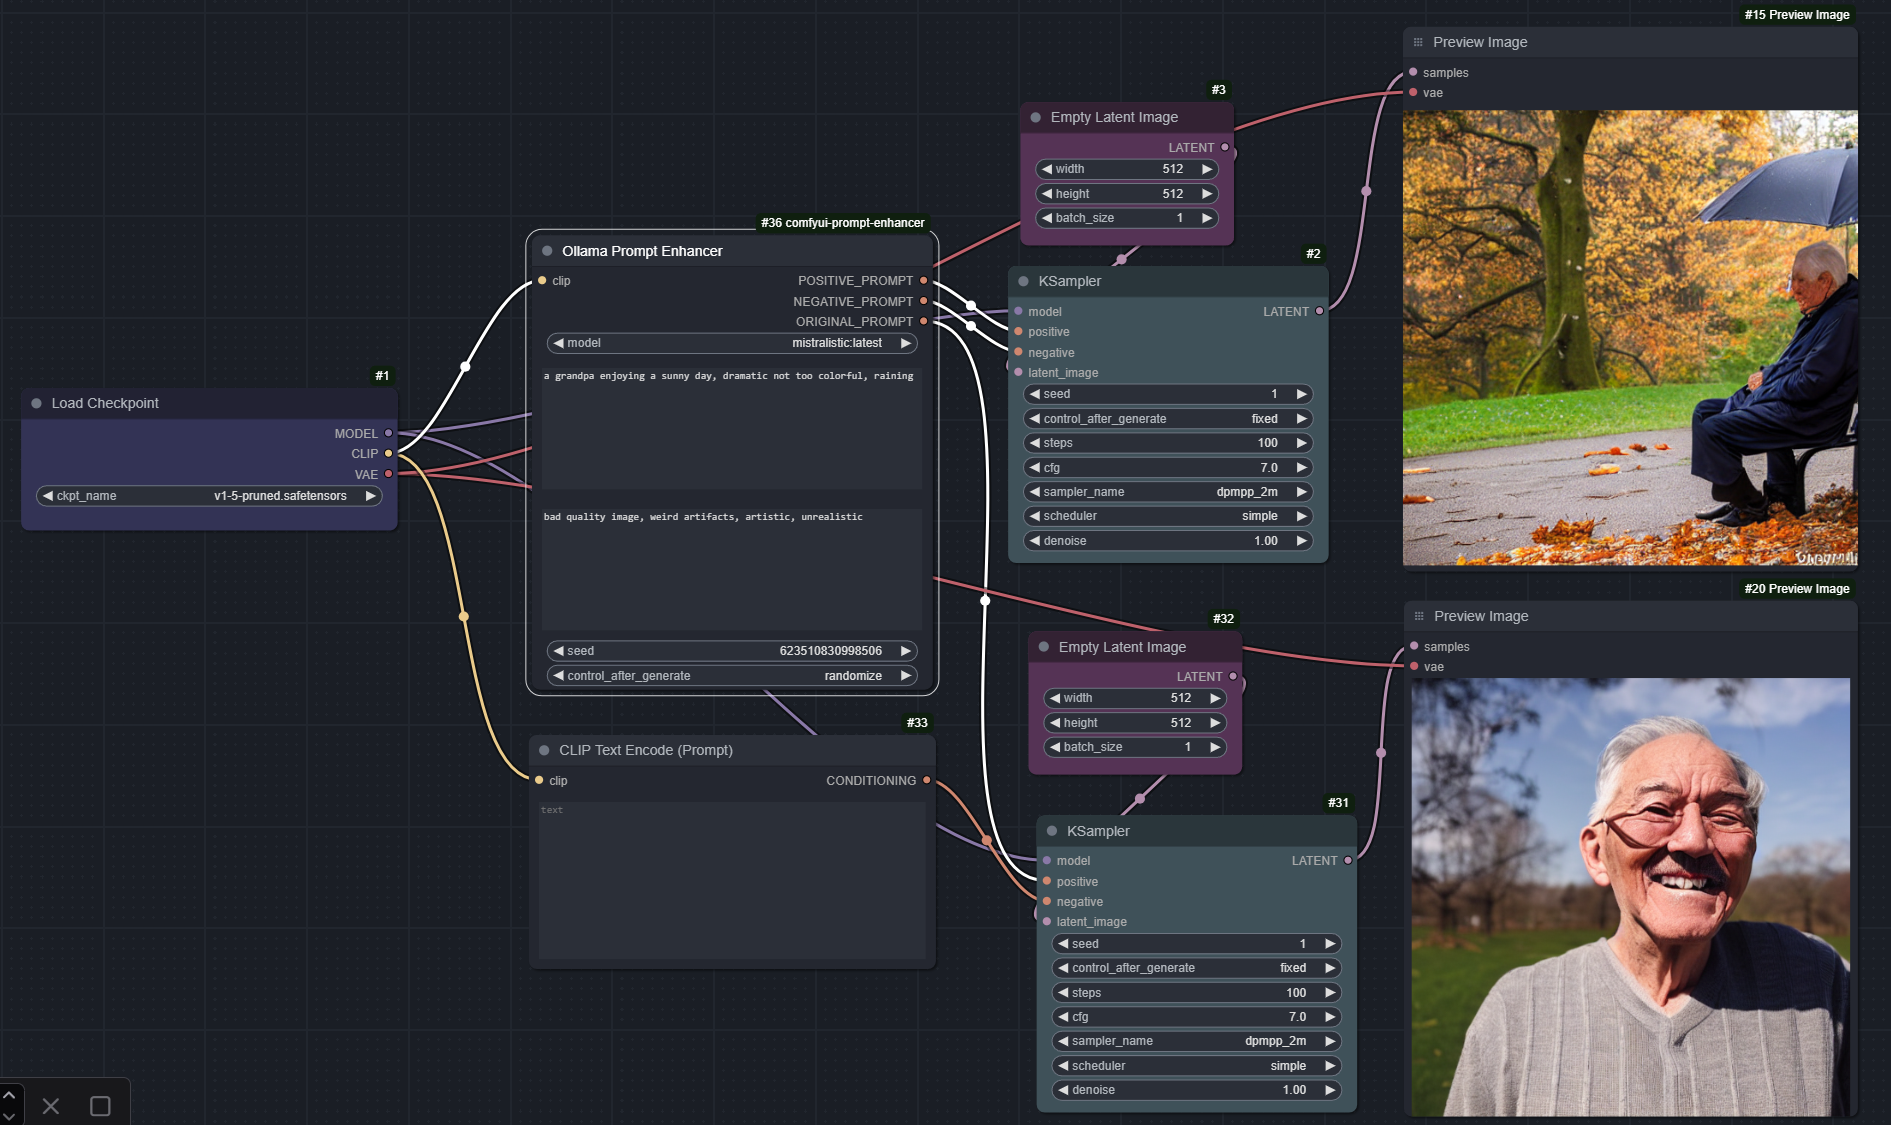 #15 Preview Image
Preview Image
samples
vae
#3
Empty Latent Image
LATENT
width 512
height 512
batch_size 1
#36 comfyui-prompt-enhancer
Ollama Prompt Enhancer
clip POSITIVE_PROMPT
NEGATIVE_PROMPT
ORIGINAL_PROMPT
model mistralistic:latest
a grandpa enjoying a sunny day, dramatic not too colorful, raining
bad quality image, weird artifacts, artistic, unrealistic
seed 623510830998506
control_after_generate randomize
#2
KSampler
model LATENT
positive
negative
latent_image
seed 1
control_after_generate fixed
steps 100
cfg 7.0
sampler_name dpmpp_2m
scheduler simple
denoise 1.00
#1
Load Checkpoint
MODEL
CLIP
VAE
ckpt_name v1-5-pruned.safetensors
#20 Preview Image
Preview Image
samples
vae
#32
Empty Latent Image
LATENT
width 512
height 512
batch_size 1
#33
CLIP Text Encode (Prompt)
clip CONDITIONING
text
#31
KSampler
model LATENT
positive
negative
latent_image
seed 1
control_after_generate fixed
steps 100
cfg 7.0
sampler_name dpmpp_2m
scheduler simple
denoise 1.00